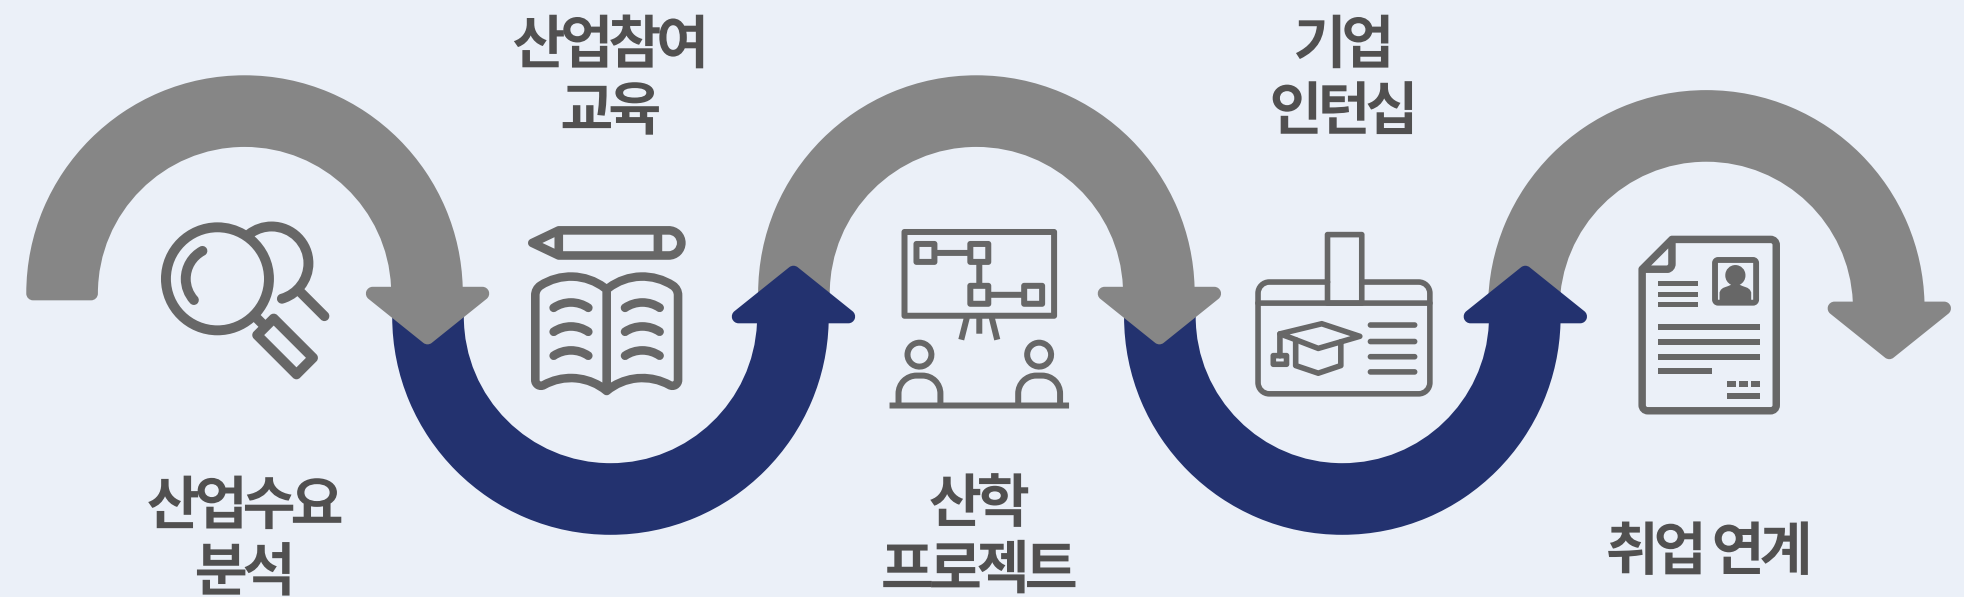 산업수요
분석
산업참여
교육
산학
프로젝트
기업
인턴십
취업 연계